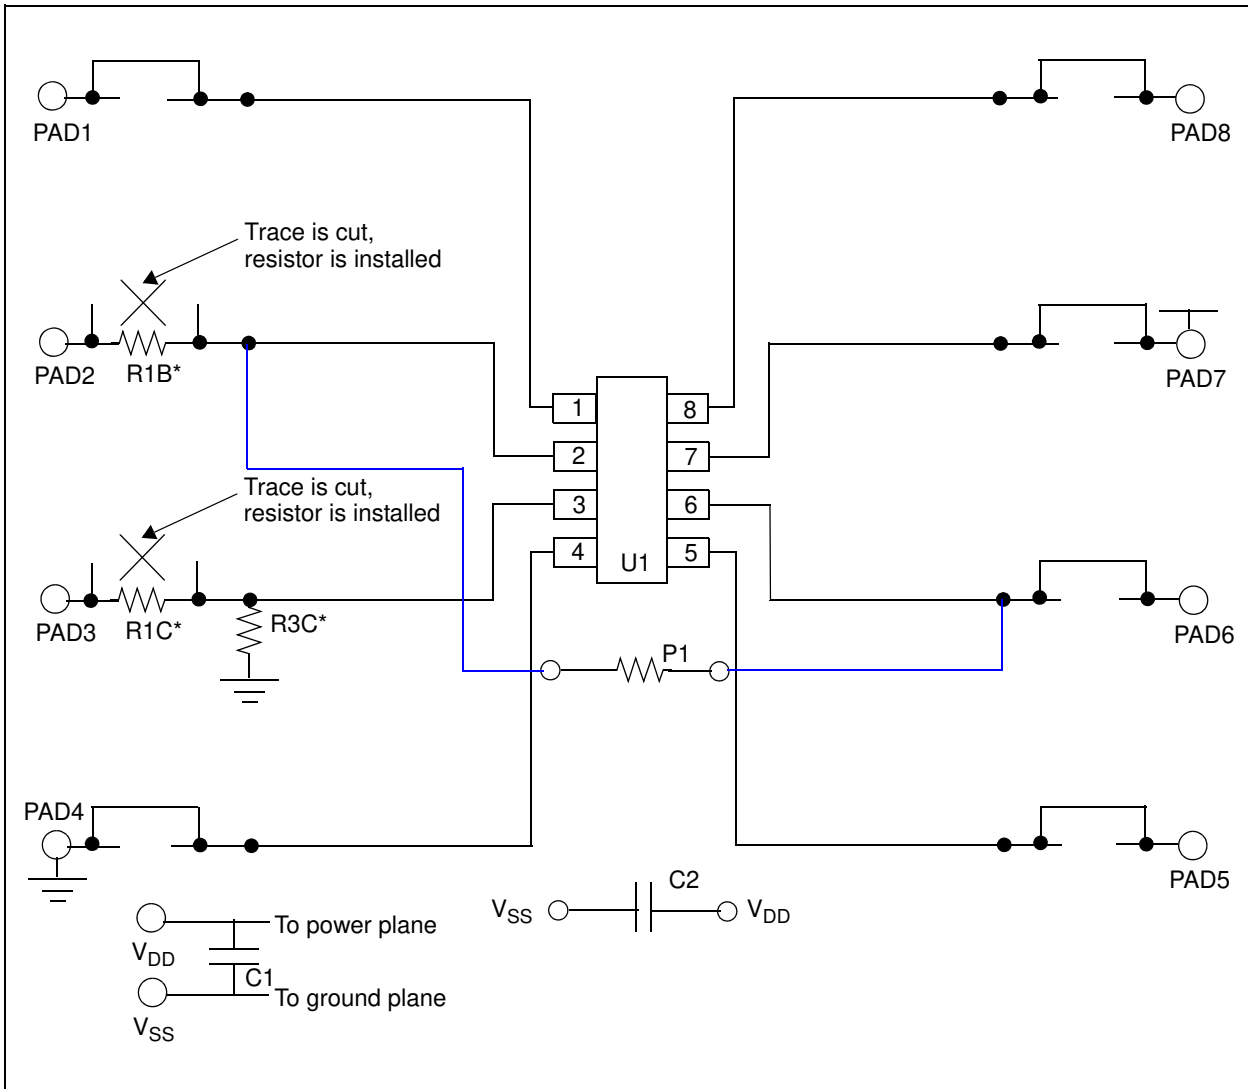 PAD1
PAD8
Trace is cut,
resistor is installed
PAD2
R1B*
PAD7
1
8
2
7
Trace is cut,
resistor is installed
3
6
4
U1
5
PAD3
R1C*
R3C*
P1
PAD6
PAD4
C2
PAD5
VSS
VDD
To power plane
VDD
C1
To ground plane
VSS